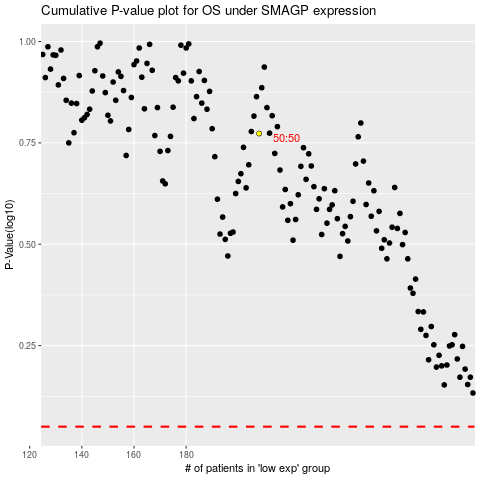 Cumulative P-value plot for OS under SMAGP expression
P-Value(log10)
1.00
0.75
0.50
0.25
50:50
120 140 160 180
# of patients in 'low exp' group